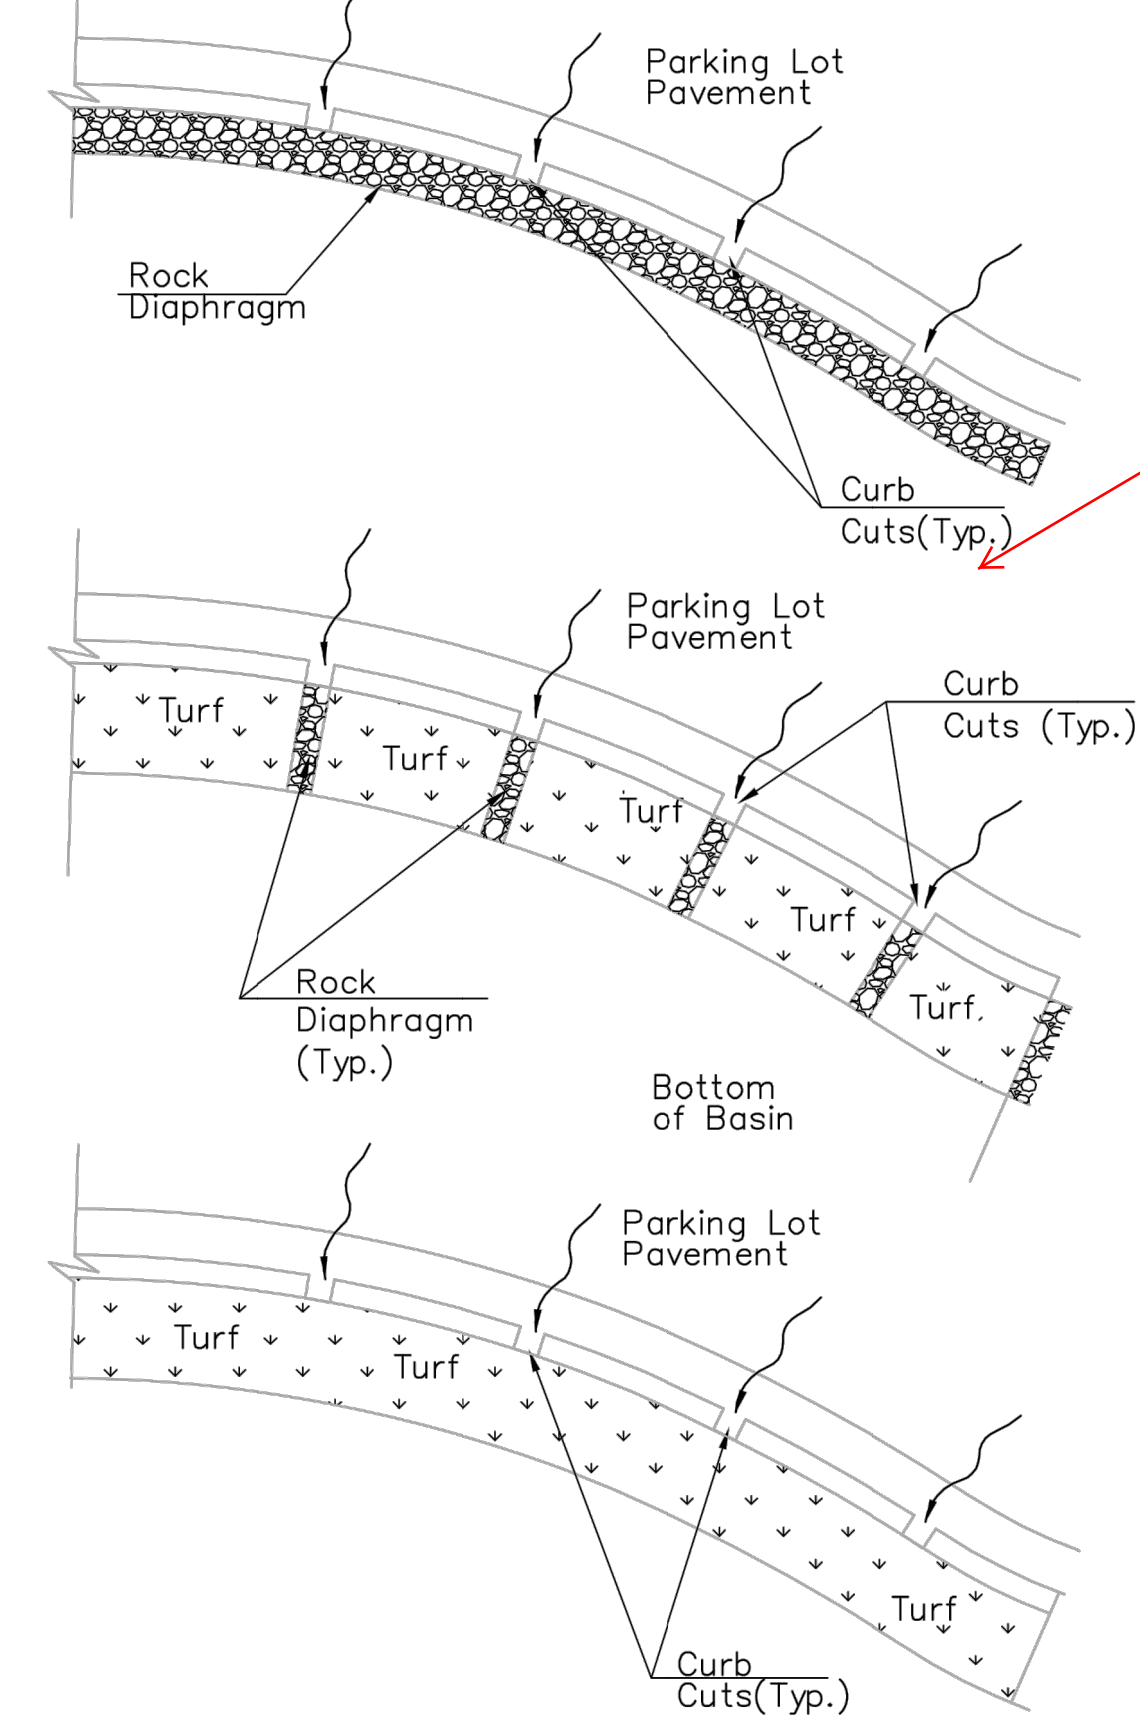 Parking Lot
Pavement
Rock
Diaphragm
Curb
Cuts(Typ.)
Parking Lot
Pavement
Curb
Cuts (Typ.)
Turf
Turf
Turf
Turf
Turf
Rock
Diaphragm
(Typ.)
Bottom
of Basin
Parking Lot
Pavement
Turf
Turf
Turf
Curb
Cuts(Typ.)